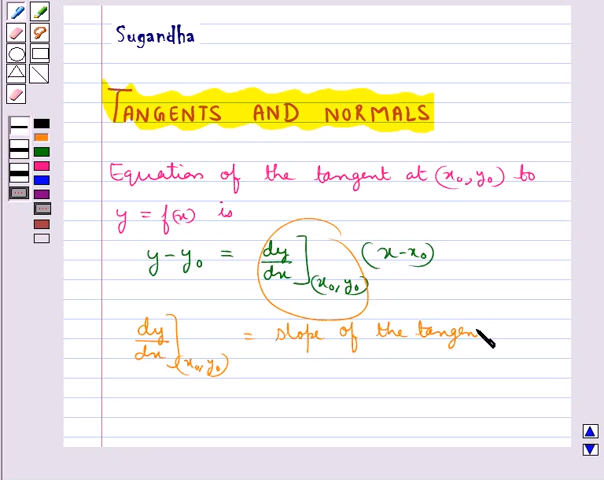 Sugandha
TANGENTS AND NORMALS
Equation of the tangent at (x₀, y₀) to
y = f(x) is
y - y₀ = dy/dx](x₀, y₀) (x - x₀)
dy/dx](x₀, y₀) = slope of the tangen